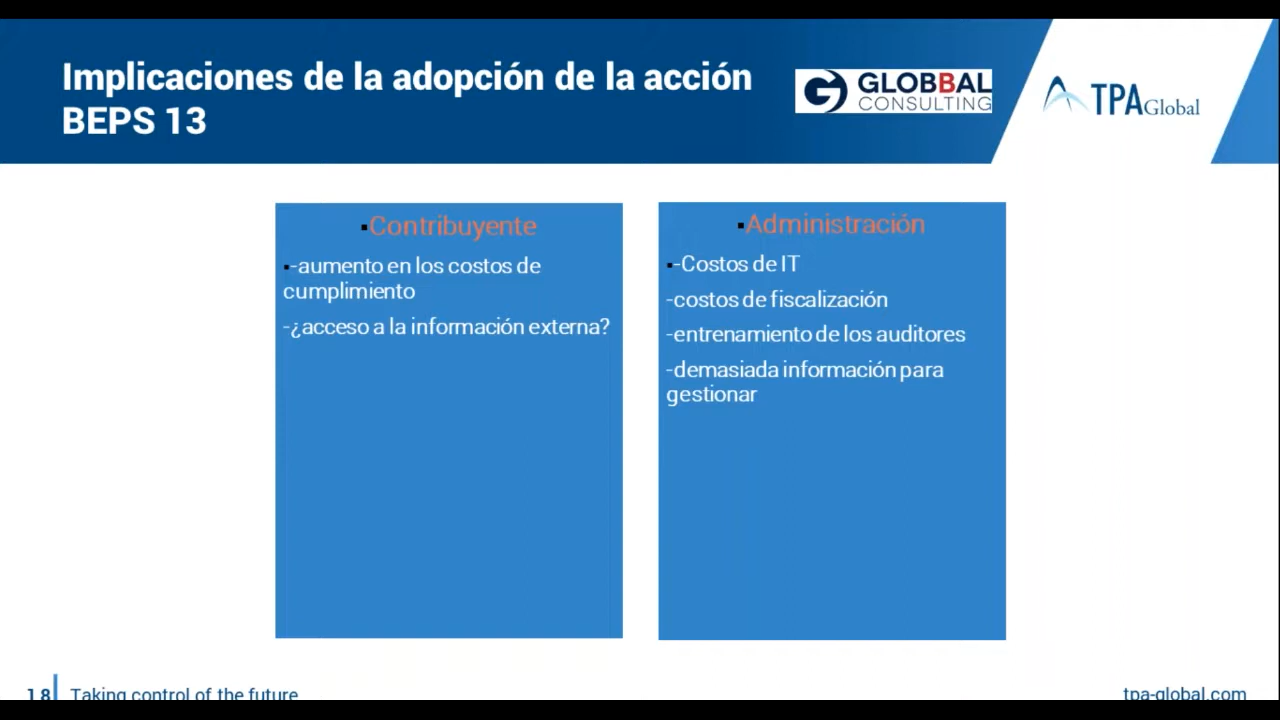 Implicaciones de la adopción de la acción
BEPS 13
GLOBBAL
CONSULTING
TPA Global
▪Contribuyente
▪-aumento en los costos de
cumplimiento
-¿acceso a la información externa?
▪Administración
▪-Costos de IT
-costos de fiscalización
-entrenamiento de los auditores
-demasiada información para
gestionar
18
Taking control of the future
tpa-global.com